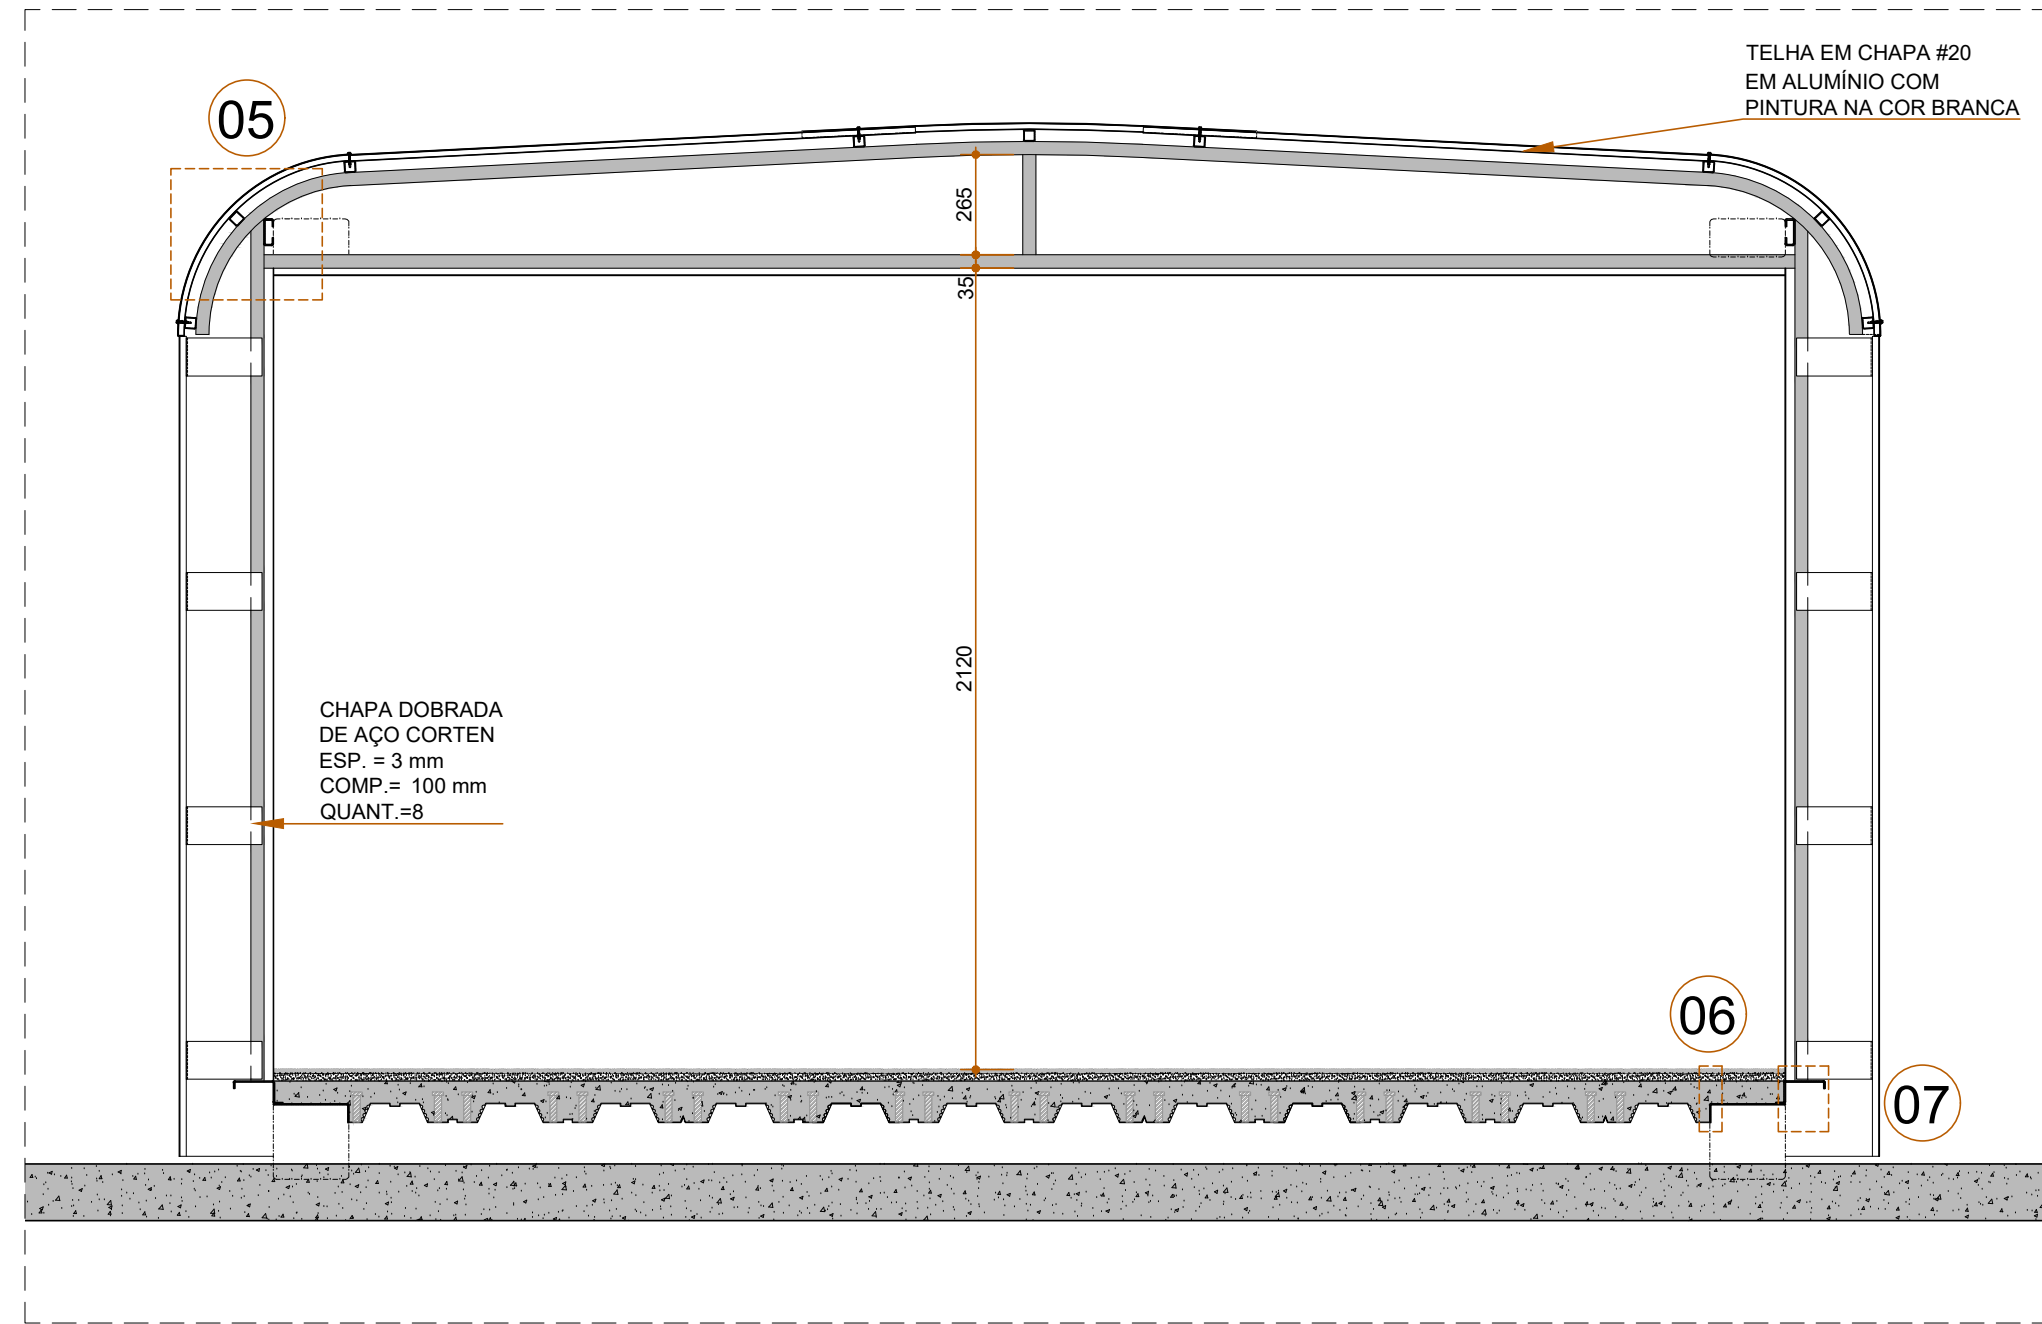 TELHA EM CHAPA #20
EM ALUMÍNIO COM
PINTURA NA COR BRANCA
05
265
35
2120
CHAPA DOBRADA
DE AÇO CORTEN
ESP. = 3 mm
COMP.= 100 mm
QUANT.=8
06
07